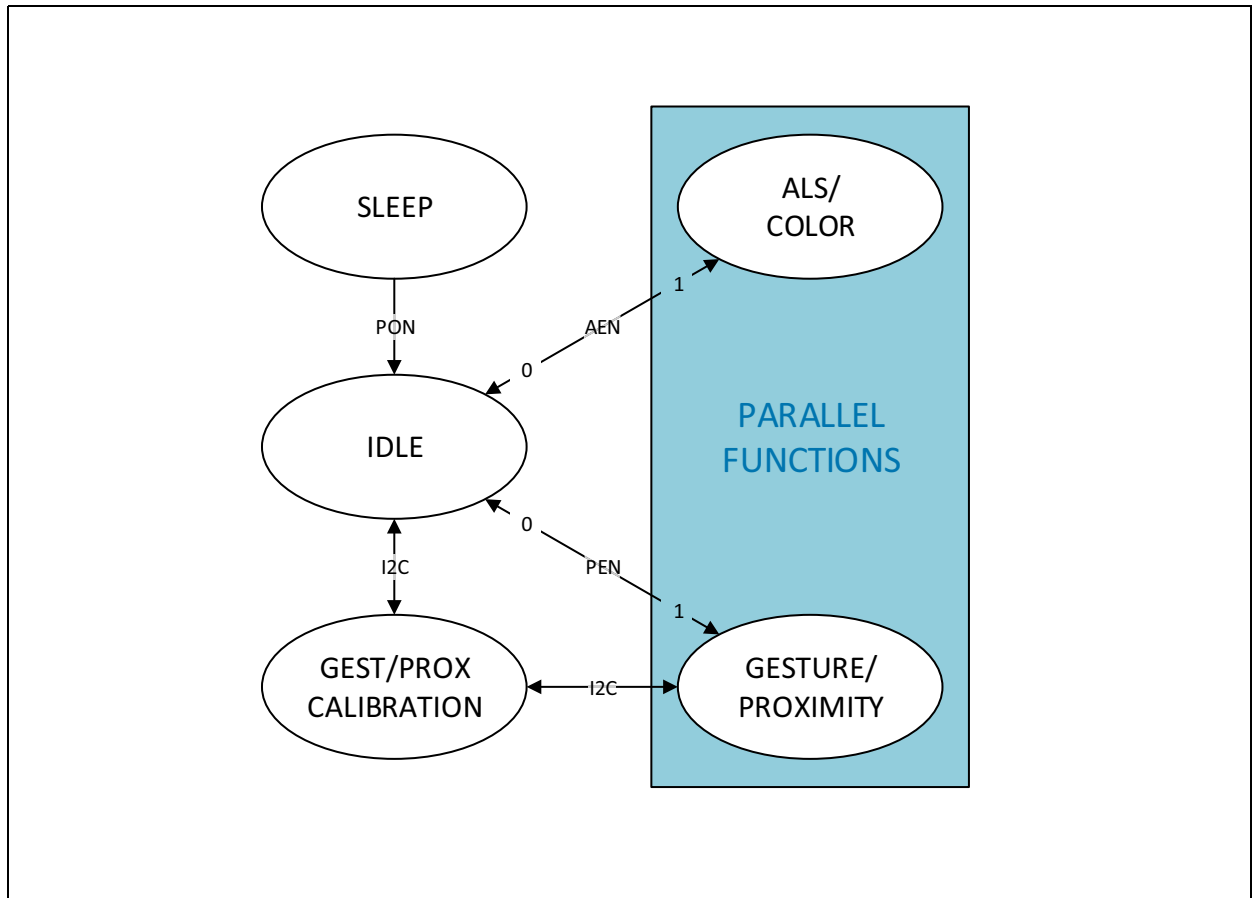 SLEEP
ALS/
COLOR
1
PON
AEN
0
IDLE
PARALLEL
FUNCTIONS
0
I2C
PEN
1
GEST/PROX
CALIBRATION
I2C
GESTURE/
PROXIMITY